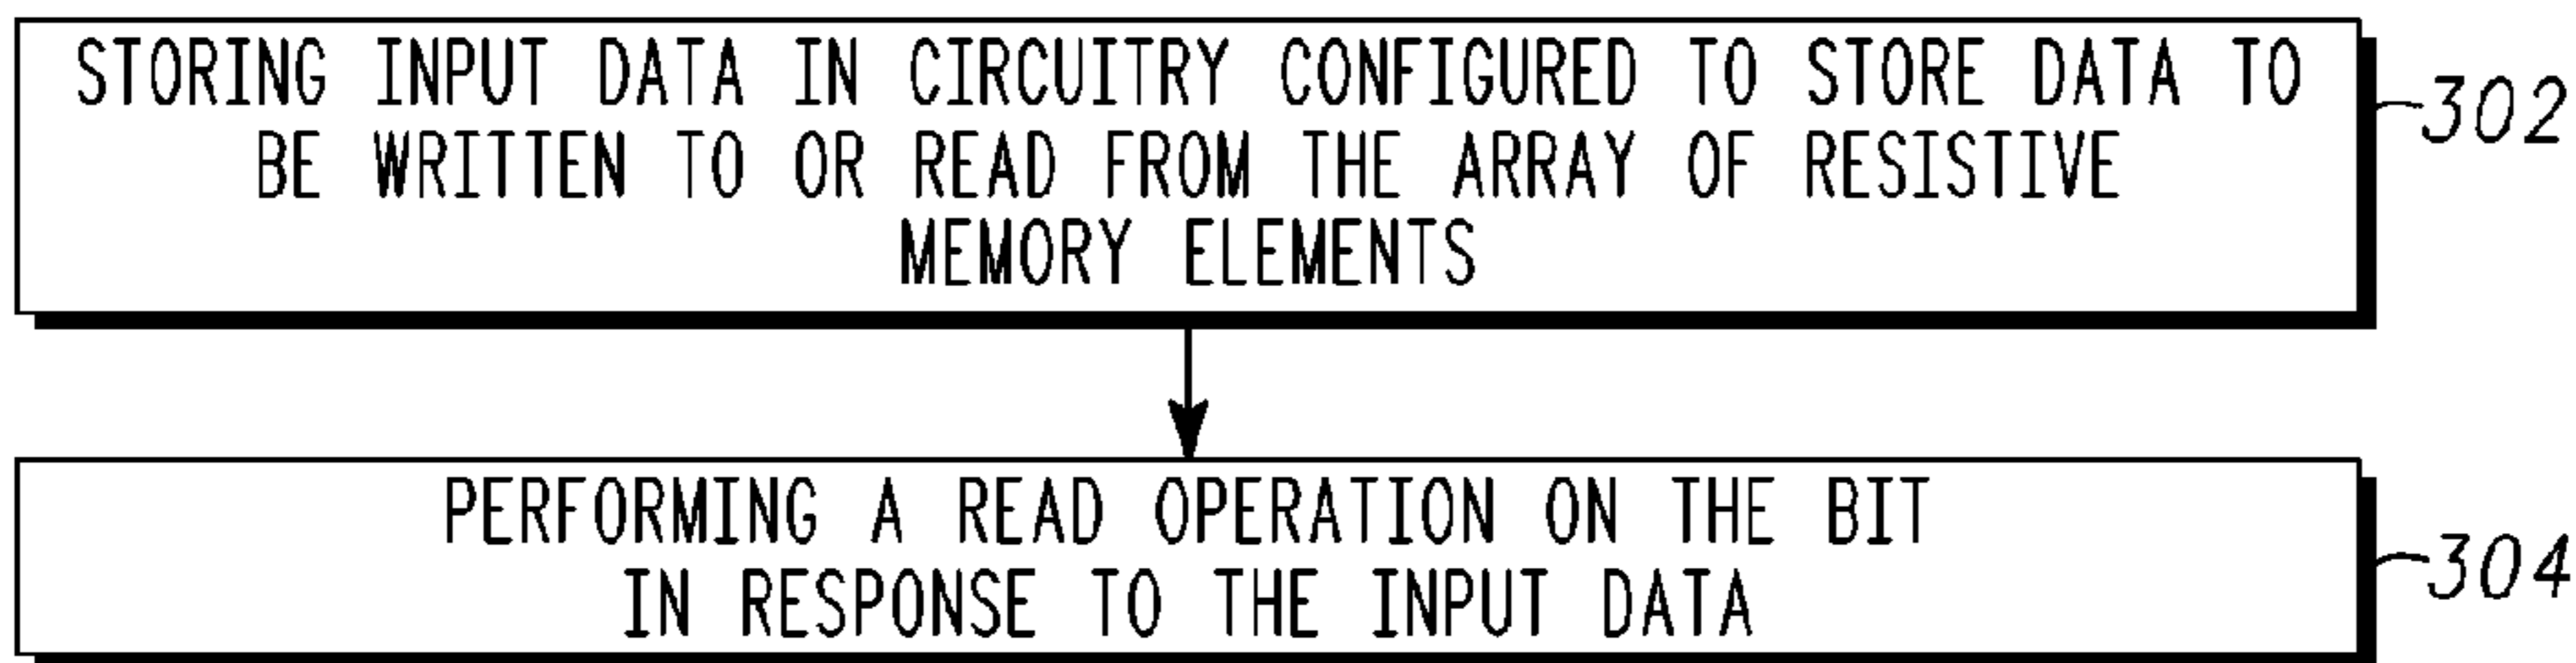 STORING INPUT DATA IN CIRCUITRY CONFIGURED TO STORE DATA TO
BE WRITTEN TO OR READ FROM THE ARRAY OF RESISTIVE
MEMORY ELEMENTS
302
PERFORMING A READ OPERATION ON THE BIT
IN RESPONSE TO THE INPUT DATA
304